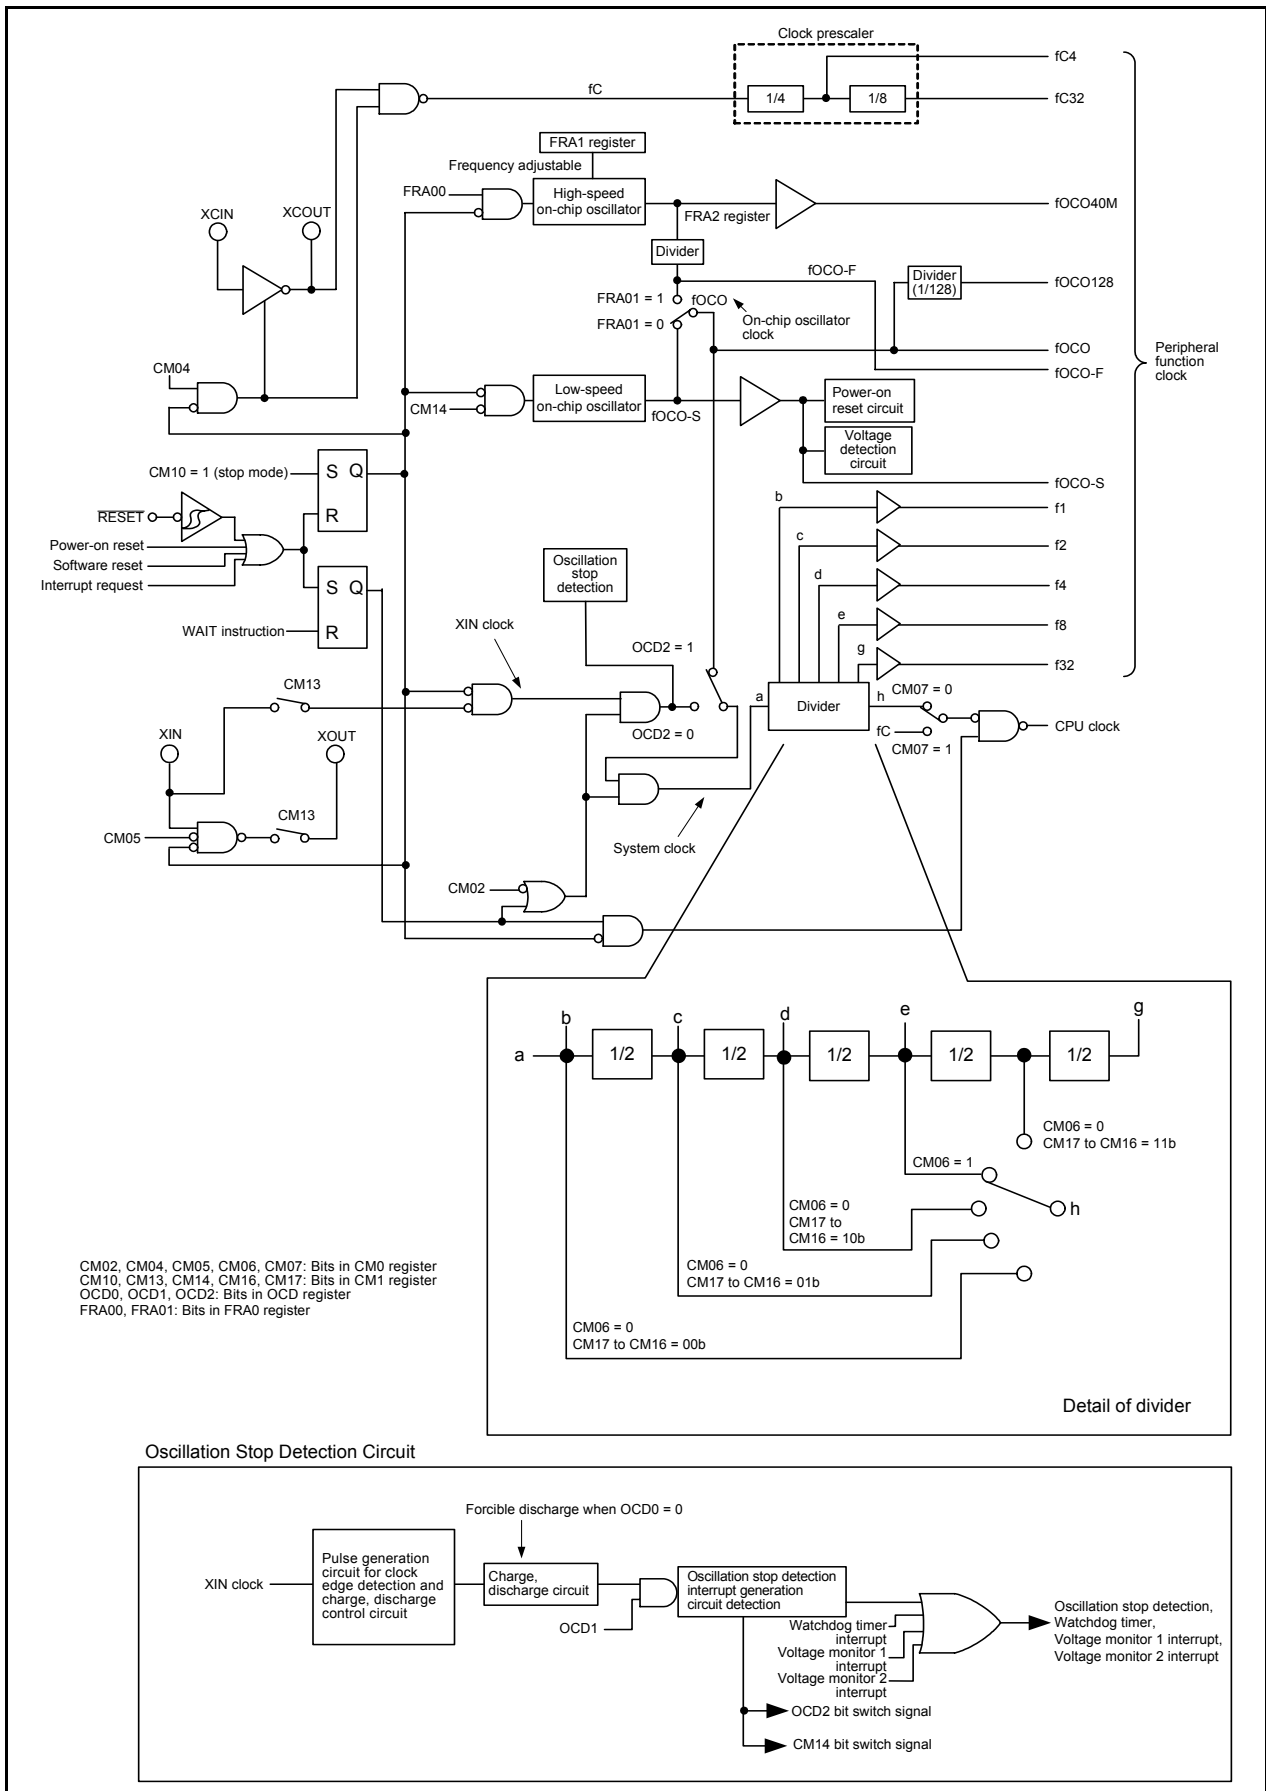 Clock prescaler
fC4
fC
1/4
1/8
fC32
FRA1 register
Frequency adjustable
FRA00
High-speed
on-chip oscillator
FRA2 register
fOCO40M
XCIN
XCOUT
Divider
fOCO-F
Divider
(1/128)
fOCO128
FRA01 = 1
fOCO
FRA01 = 0
On-chip oscillator
clock
fOCO
fOCO-F
Peripheral
function
clock
CM04
CM14
Low-speed
on-chip oscillator
fOCO-S
Power-on
reset circuit
Voltage
detection
circuit
fOCO-S
CM10 = 1 (stop mode)
S Q
R
RESET
Power-on reset
Software reset
Interrupt request
S Q
R
WAIT instruction
b
f1
c
f2
d
f4
e
f8
g
f32
Oscillation
stop
detection
XIN clock
OCD2 = 1
OCD2 = 0
a
Divider
h
CM07 = 0
fC
CM07 = 1
CPU clock
CM13
XIN
XOUT
CM13
CM05
System clock
CM02
b
c
d
e
g
a
1/2
1/2
1/2
1/2
1/2
CM06 = 0
CM17 to CM16 = 11b
CM06 = 1
h
CM06 = 0
CM17 to
CM16 = 10b
CM06 = 0
CM17 to CM16 = 01b
CM06 = 0
CM17 to CM16 = 00b
Detail of divider
CM02, CM04, CM05, CM06, CM07: Bits in CM0 register
CM10, CM13, CM14, CM16, CM17: Bits in CM1 register
OCD0, OCD1, OCD2: Bits in OCD register
FRA00, FRA01: Bits in FRA0 register
Oscillation Stop Detection Circuit
Forcible discharge when OCD0 = 0
XIN clock
Pulse generation
circuit for clock
edge detection and
charge, discharge
control circuit
Charge,
discharge circuit
OCD1
Oscillation stop detection
interrupt generation
circuit detection
Watchdog timer
interrupt
Voltage monitor 1
interrupt
Voltage monitor 2
interrupt
Oscillation stop detection,
Watchdog timer,
Voltage monitor 1 interrupt,
Voltage monitor 2 interrupt
OCD2 bit switch signal
CM14 bit switch signal